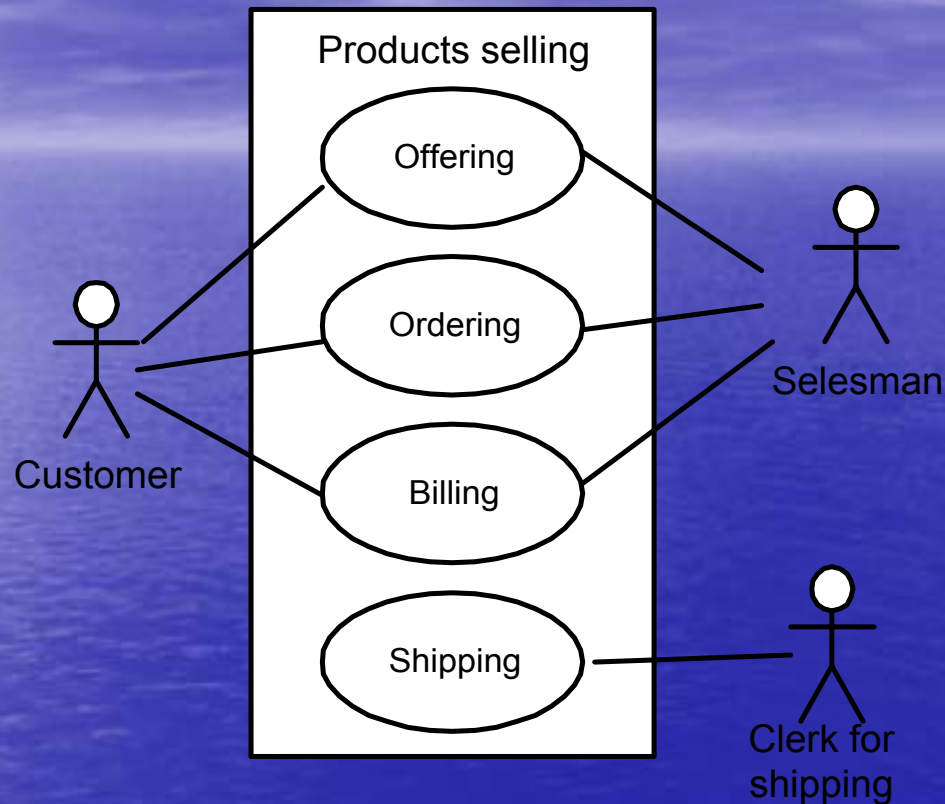 Products selling
Offering
Ordering
Billing
Shipping
Customer
Selesman
Clerk for
shipping